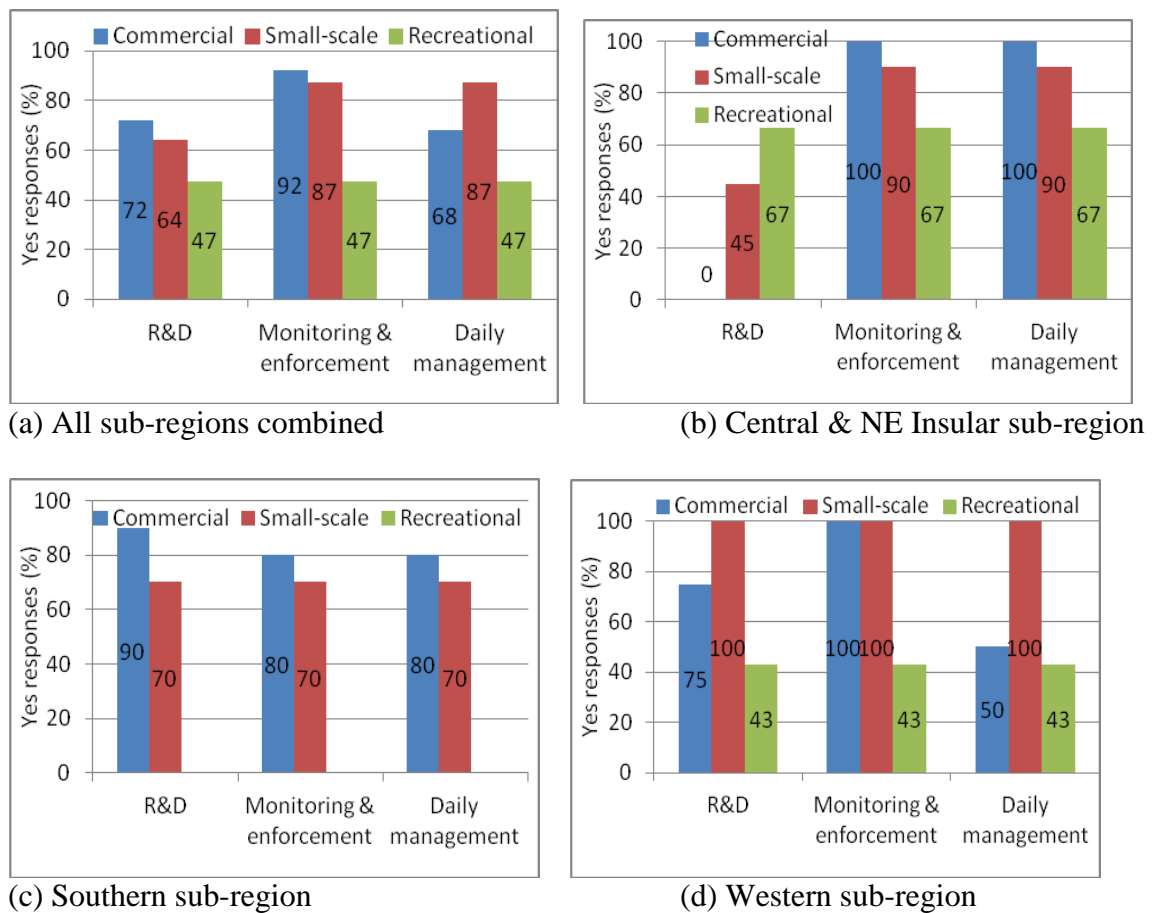 Commercial Small-scale Recreational
Yes responses (%)
100
80
60
40
20
0
72 64 47
92 87 47
68 87 47
R&D
Monitoring & enforcement
Daily management
(a) All sub-regions combined
Commercial
Small-scale
Recreational
Yes responses (%)
100
80
60
40
20
0
0 45 67
100 90 67
100 90 67
R&D
Monitoring & enforcement
Daily management
(b) Central & NE Insular sub-region
Commercial Small-scale Recreational
Yes responses (%)
100
80
60
40
20
0
90 70
80 70
80 70
R&D
Monitoring & enforcement
Daily management
(c) Southern sub-region
Commercial Small-scale Recreational
Yes responses (%)
100
80
60
40
20
0
75 100 43
100 100 43
50 100 43
R&D
Monitoring & enforcement
Daily management
(d) Western sub-region